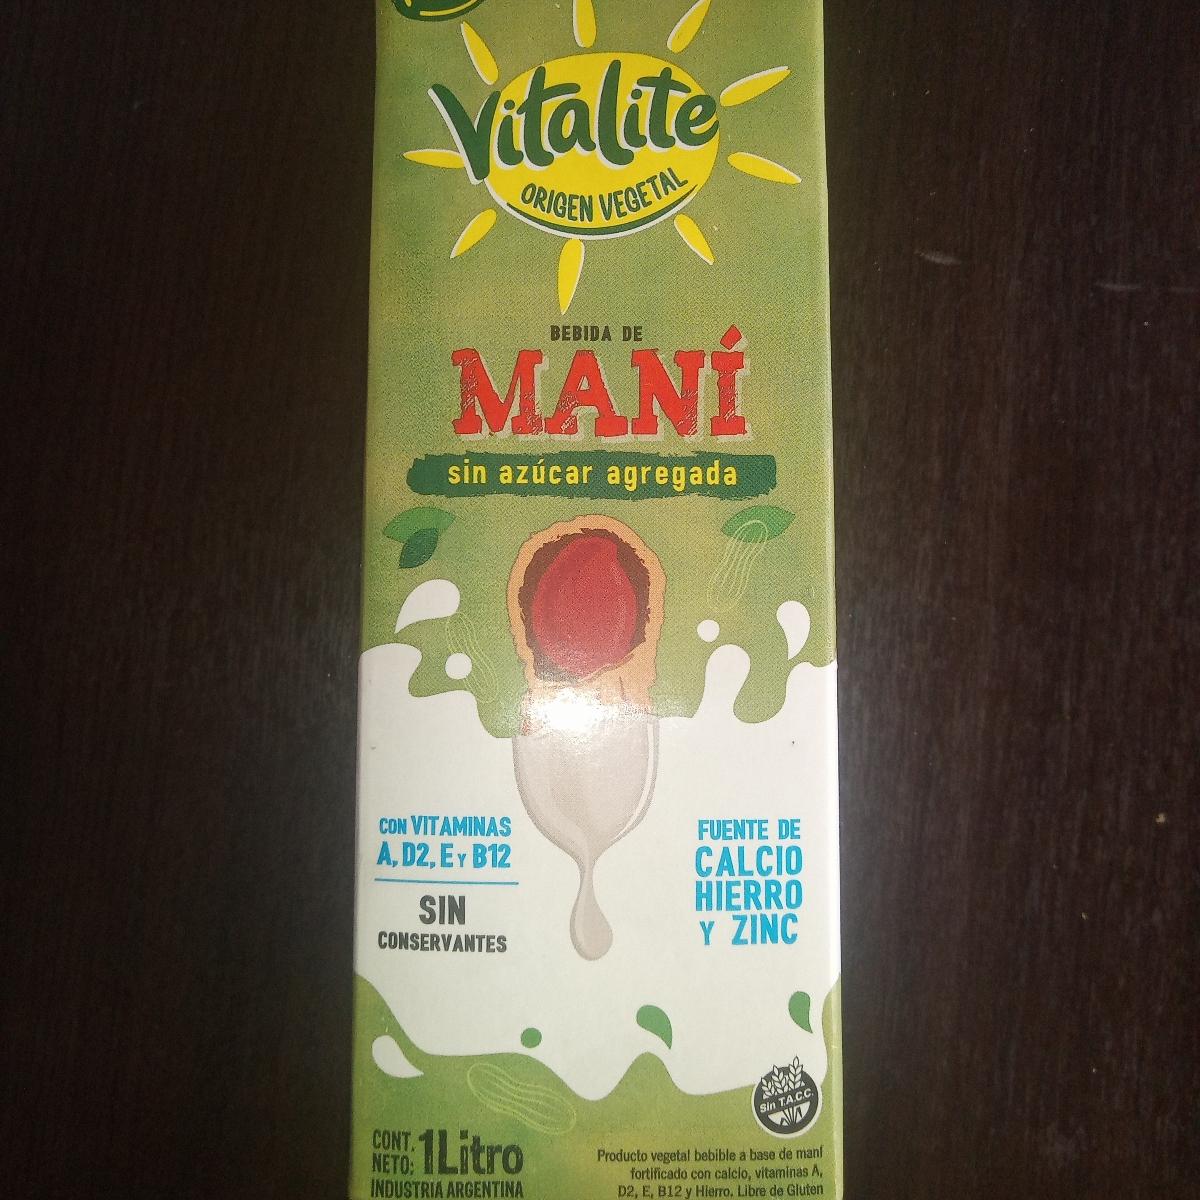 Vitalite
ORIGEN VEGETAL
BEBIDA DE
MANÍ
sin azúcar agregada
CON VITAMINAS
A, D2, E Y B12
SIN
CONSERVANTES
FUENTE DE
CALCIO
HIERRO
Y ZINC
Sin T.A.C.C.
CONT.
NETO: 1Litro
INDUSTRIA ARGENTINA
Producto vegetal bebible a base de maní
fortificado con calcio, vitaminas A,
D2, E, B12 y Hierro. Libre de Gluten